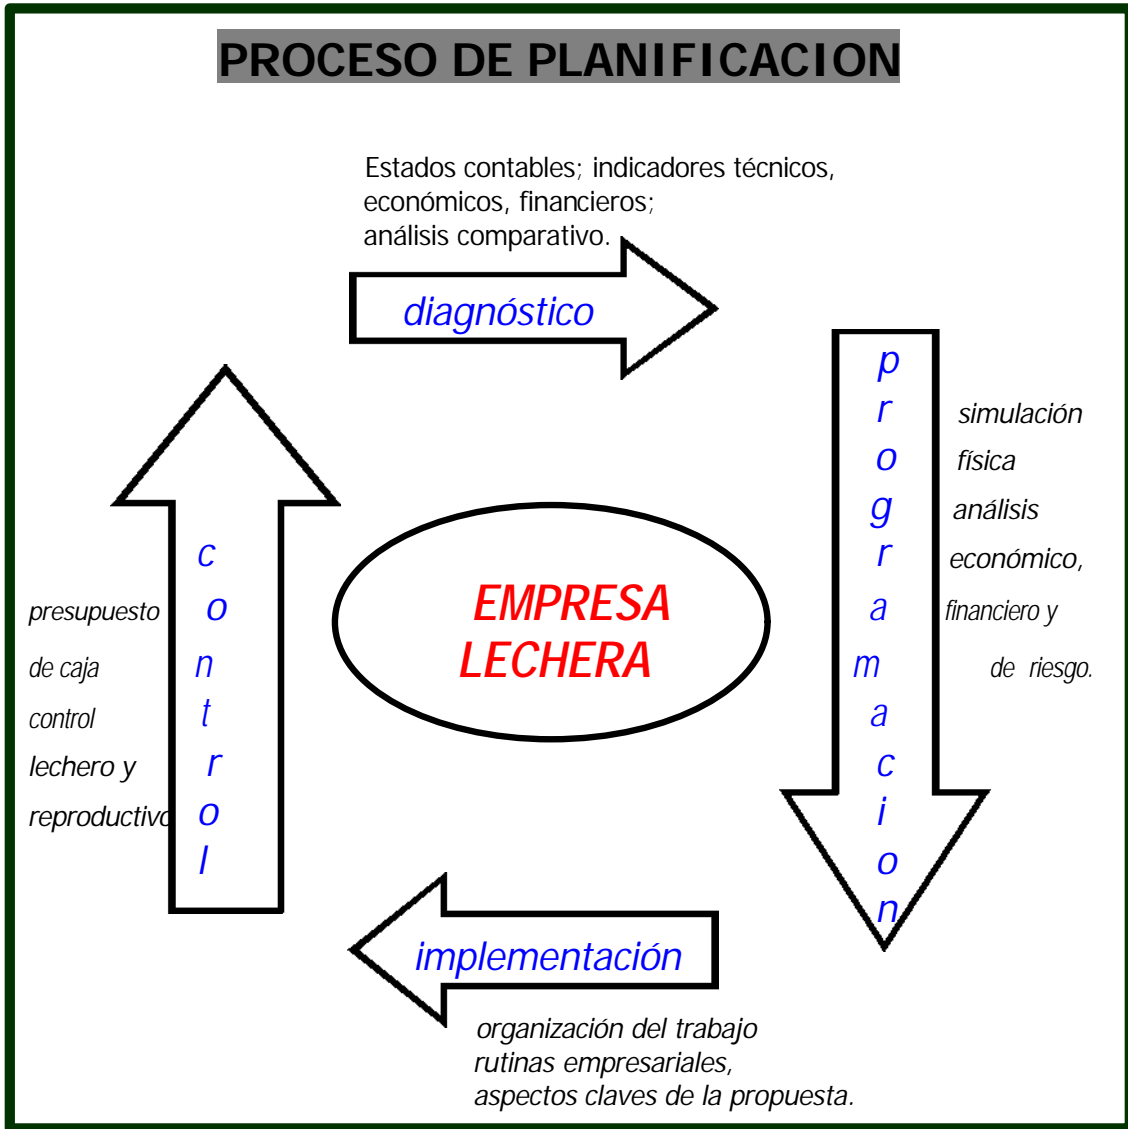 PROCESO DE PLANIFICACION
Estados contables; indicadores técnicos,
económicos, financieros;
análisis comparativo.
diagnóstico
programacion
simulación
física
análisis
económico,
financiero y
de riesgo.
EMPRESA
LECHERA
control
presupuesto
de caja
control
lechero y
reproductivo
implementación
organización del trabajo
rutinas empresariales,
aspectos claves de la propuesta.